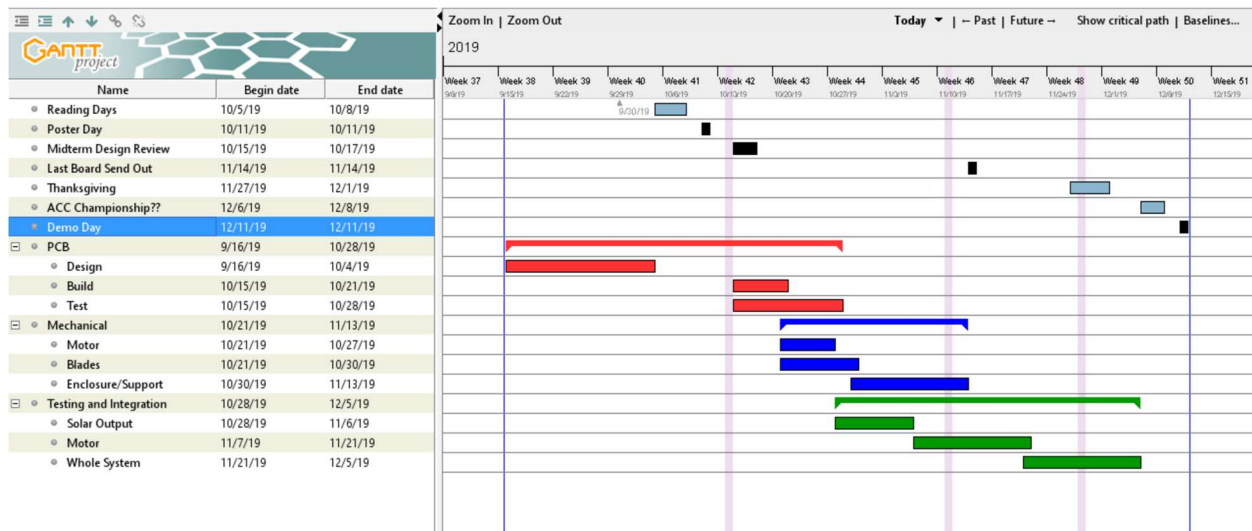 Zoom In | Zoom Out Today ▼ | ← Past | Future → Show critical path | Baselines...
GANTT project
2019
Name Begin date End date
Week 37 Week 38 Week 39 Week 40 Week 41 Week 42 Week 43 Week 44 Week 45 Week 46 Week 47 Week 48 Week 49 Week 50 Week 51
9/8/19 9/15/19 9/22/19 9/29/19 10/6/19 10/13/19 10/20/19 10/27/19 11/3/19 11/10/19 11/17/19 11/24/19 12/1/19 12/8/19 12/15/19
Reading Days 10/5/19 10/8/19 9/30/19
Poster Day 10/11/19 10/11/19
Midterm Design Review 10/15/19 10/17/19
Last Board Send Out 11/14/19 11/14/19
Thanksgiving 11/27/19 12/1/19
ACC Championship?? 12/6/19 12/8/19
Demo Day 12/11/19 12/11/19
PCB 9/16/19 10/28/19
Design 9/16/19 10/4/19
Build 10/15/19 10/21/19
Test 10/15/19 10/28/19
Mechanical 10/21/19 11/13/19
Motor 10/21/19 10/27/19
Blades 10/21/19 10/30/19
Enclosure/Support 10/30/19 11/13/19
Testing and Integration 10/28/19 12/5/19
Solar Output 10/28/19 11/6/19
Motor 11/7/19 11/21/19
Whole System 11/21/19 12/5/19